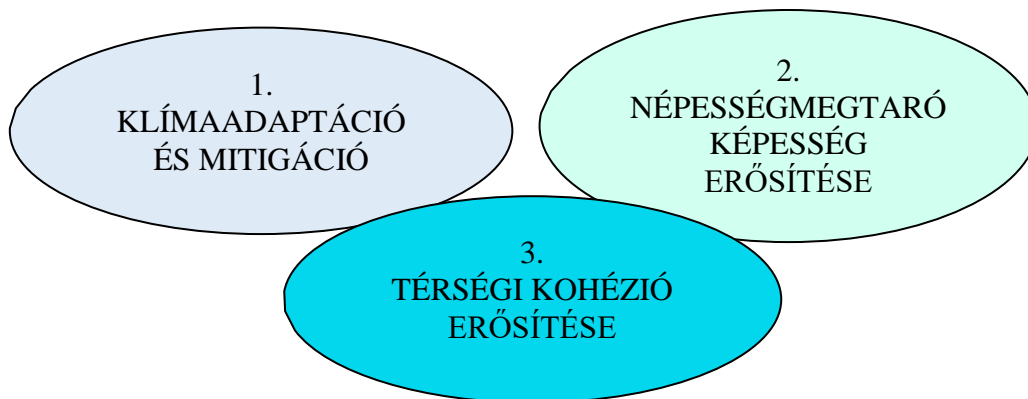 1.
KLÍMAADAPTÁCIÓ
ÉS MITIGÁCIÓ
2.
NÉPESSÉGMEGTARÓ
KÉPESSÉG
ERŐSÍTÉSE
3.
TÉRSÉGI KOHÉZIÓ
ERŐSÍTÉSE